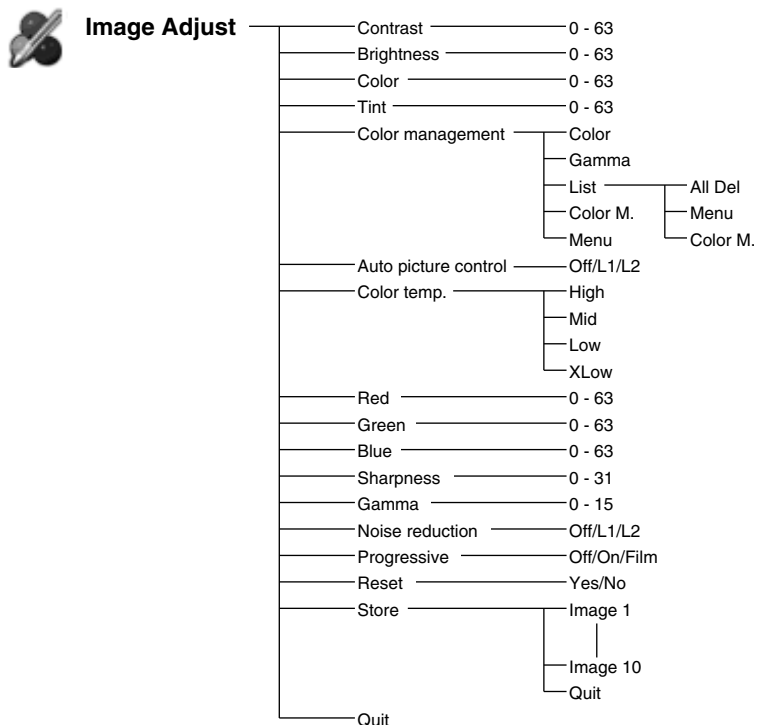 Image Adjust
Contrast 0 - 63
Brightness 0 - 63
Color 0 - 63
Tint 0 - 63
Color management Color
Gamma
List All Del
Color M. Menu
Menu Color M.
Auto picture control Off/L1/L2
Color temp. High
Mid
Low
XLow
Red 0 - 63
Green 0 - 63
Blue 0 - 63
Sharpness 0 - 31
Gamma 0 - 15
Noise reduction Off/L1/L2
Progressive Off/On/Film
Reset Yes/No
Store Image 1
Image 10
Quit
Quit